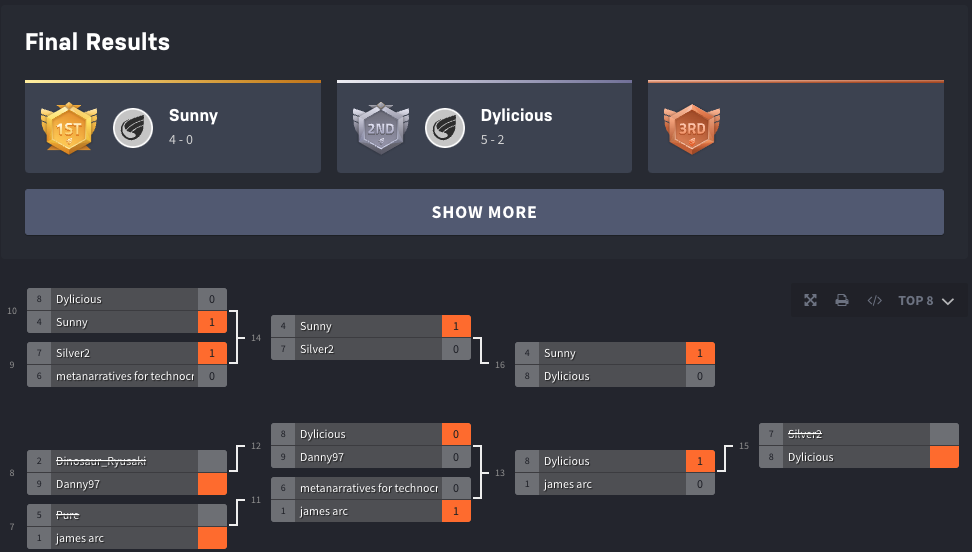 Final Results
1ST
Sunny
4 - 0
2ND
Dylicious
5 - 2
3RD
SHOW MORE
TOP 8
10
8 Dylicious 0
4 Sunny 1
9
7 Silver2 1
6 metanarratives for technocr 0
14
4 Sunny 1
7 Silver2 0
16
4 Sunny 1
8 Dylicious 0
8
2 Dinosaur_Ryusaki
9 Danny97
7
5 Pure
1 james arc
12
8 Dylicious 0
9 Danny97 0
11
6 metanarratives for technocr 0
1 james arc 1
13
8 Dylicious 1
1 james arc 0
15
7 Silver2
8 Dylicious